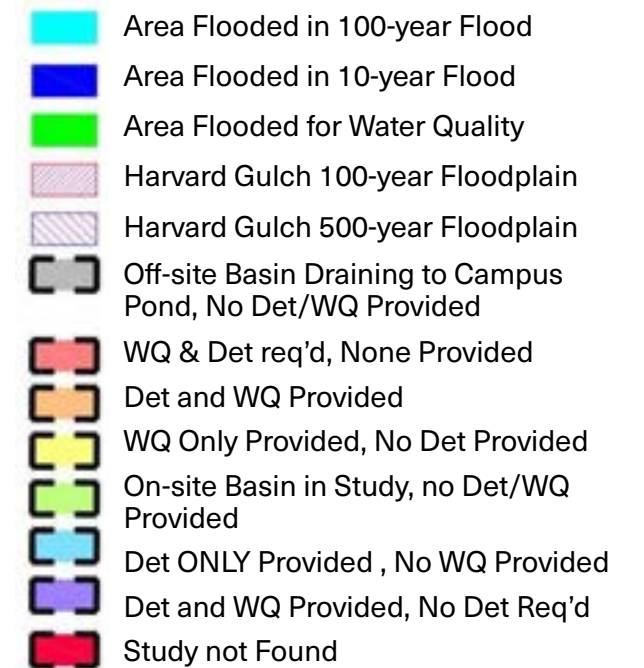 Area Flooded in 100-year Flood
Area Flooded in 10-year Flood
Area Flooded for Water Quality
Harvard Gulch 100-year Floodplain
Harvard Gulch 500-year Floodplain
Off-site Basin Draining to Campus
Pond, No Det/WQ Provided
WQ & Det req'd, None Provided
Det and WQ Provided
WQ Only Provided, No Det Provided
On-site Basin in Study, no Det/WQ
Provided
Det ONLY Provided , No WQ Provided
Det and WQ Provided, No Det Req'd
Study not Found